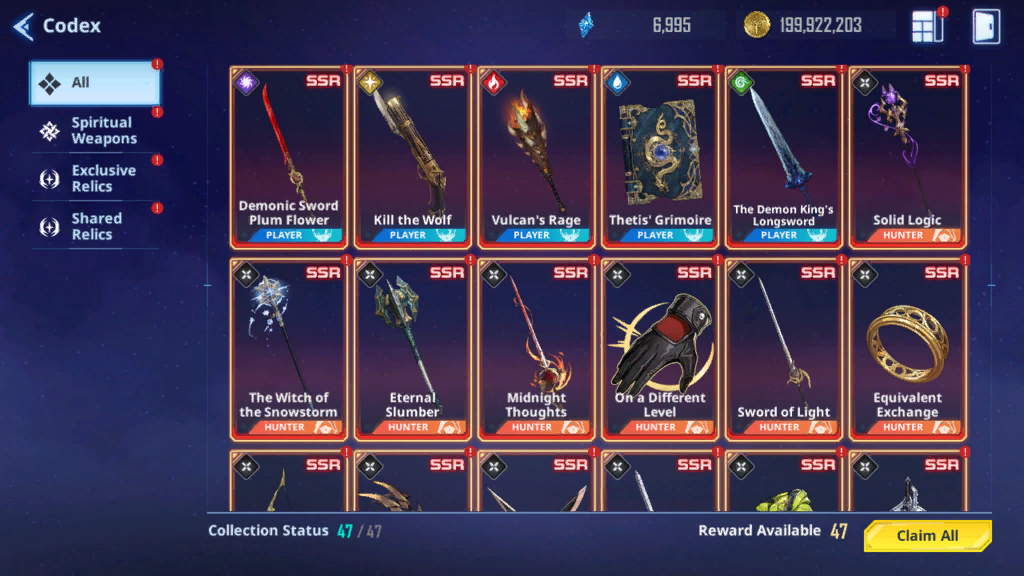 Codex
6,995
199,922,203
All
Spiritual
Weapons
Exclusive
Relics
Shared
Relics
SSR
Demonic Sword
Plum Flower
PLAYER
SSR
Kill the Wolf
PLAYER
SSR
Vulcan's Rage
PLAYER
SSR
Thetis' Grimoire
PLAYER
SSR
The Demon King's
Longsword
PLAYER
SSR
Solid Logic
HUNTER
SSR
The Witch of
the Snowstorm
HUNTER
SSR
Eternal
Slumber
HUNTER
SSR
Midnight
Thoughts
HUNTER
SSR
On a Different
Level
HUNTER
SSR
Sword of Light
HUNTER
SSR
Equivalent
Exchange
HUNTER
SSR
SSR
SSR
SSR
SSR
SSR
Collection Status 47 / 47
Reward Available 47
Claim All